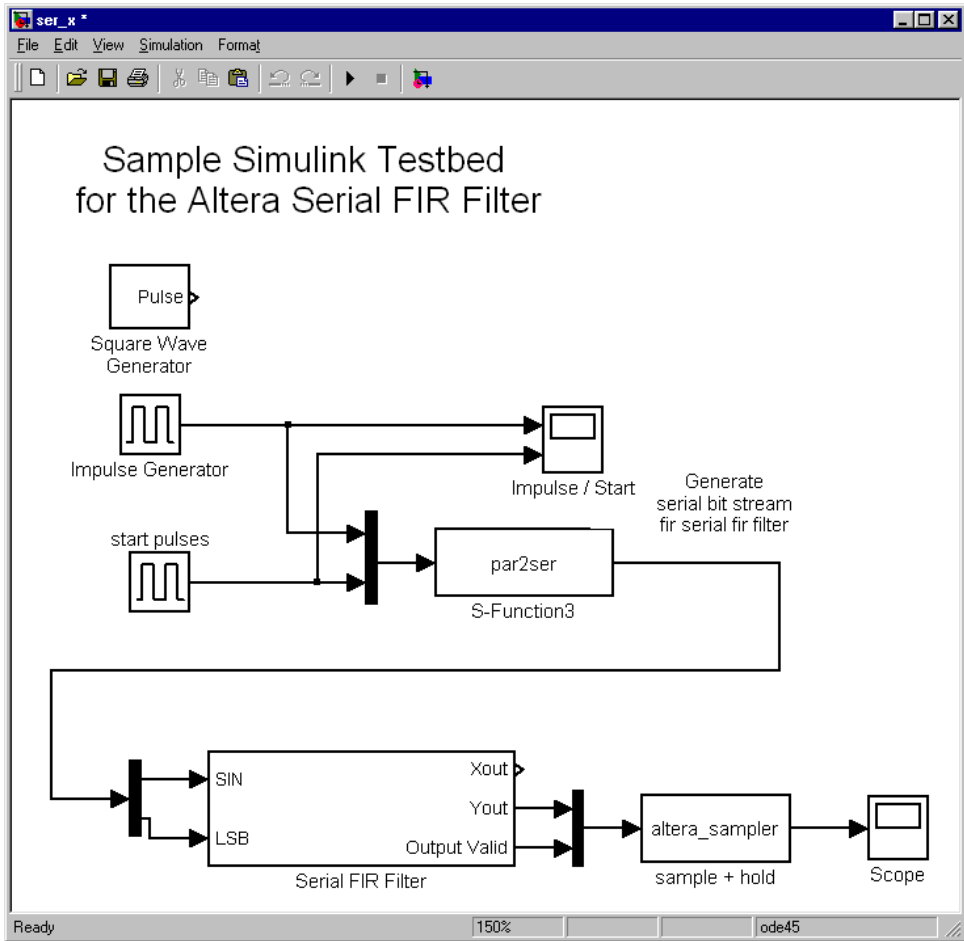 ser_x *
File Edit View Simulation Format
Sample Simulink Testbed
for the Altera Serial FIR Filter
Pulse
Square Wave
Generator
Impulse Generator
Impulse / Start
Generate
serial bit stream
fir serial fir filter
start pulses
par2ser
S-Function3
SIN
LSB
Xout
Yout
Output Valid
Serial FIR Filter
altera_sampler
sample + hold
Scope
Ready 150% ode45